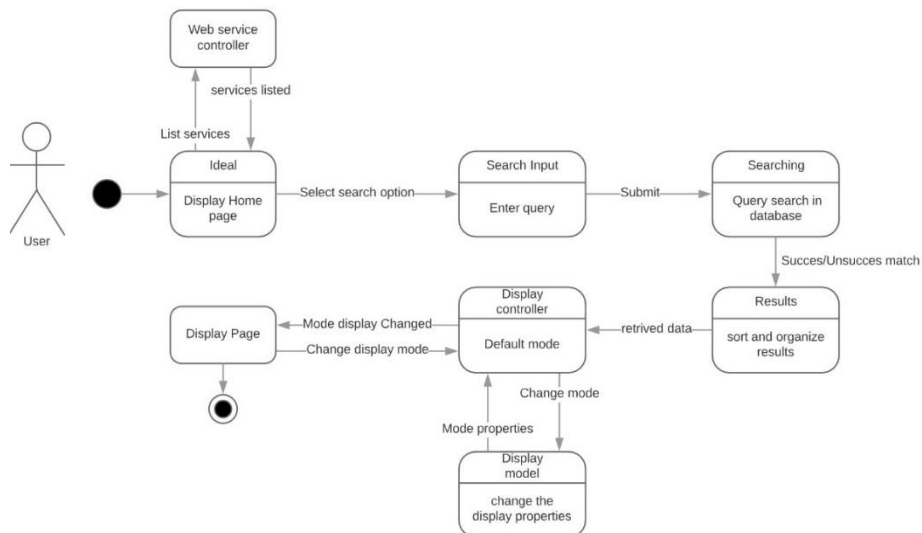 Web service
controller
services listed
List services
User
Ideal
Display Home
page
Select search option
Search Input
Enter query
Submit
Searching
Query search in
database
Succes/Unsucces match
Results
sort and organize
results
retrived data
Display
controller
Default mode
Mode display Changed
Change display mode
Display Page
Change mode
Mode properties
Display
model
change the
display properties